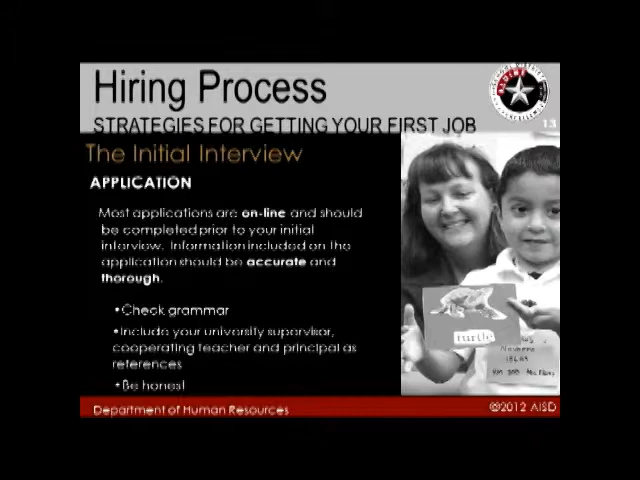 Hiring Process
STRATEGIES FOR GETTING YOUR FIRST JOB
13
The Initial Interview
APPLICATION
Most applications are on-line and should
be completed prior to your initial
interview. Information included on the
application should be accurate and
thorough.
•Check grammar
•Include your university supervisor,
cooperating teacher and principal as
references
•Be honest
turtle
Department of Human Resources
©2012 AISD